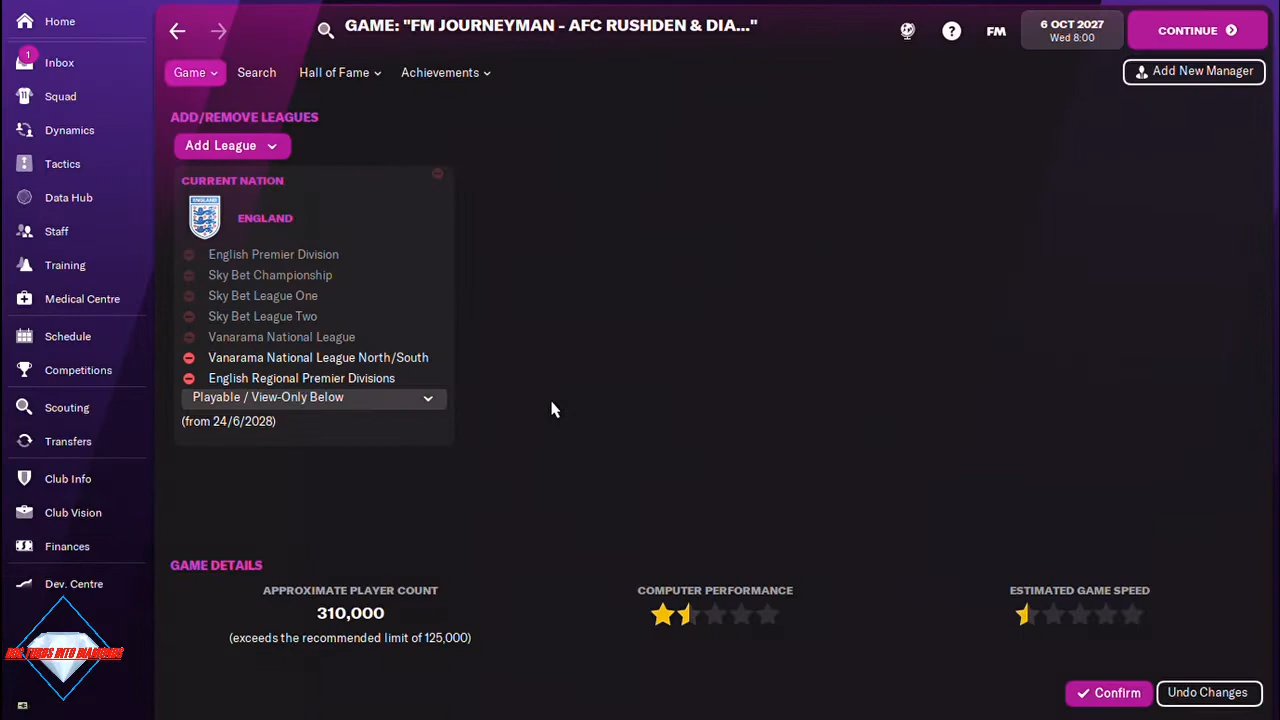 Home
1
Inbox
Squad
Dynamics
Tactics
Data Hub
Staff
Training
Medical Centre
Schedule
Competitions
Scouting
Transfers
Club Info
Club Vision
Finances
Dev. Centre
GAME: "FM JOURNEYMAN - AFC RUSHDEN & DIA..."
?
FM
6 OCT 2027
Wed 8:00
CONTINUE
Game
Search
Hall of Fame
Achievements
Add New Manager
ADD/REMOVE LEAGUES
Add League
CURRENT NATION
ENGLAND
ENGLAND
English Premier Division
Sky Bet Championship
Sky Bet League One
Sky Bet League Two
Vanarama National League
Vanarama National League North/South
English Regional Premier Divisions
Playable / View-Only Below
(from 24/6/2028)
GAME DETAILS
APPROXIMATE PLAYER COUNT
310,000
(exceeds the recommended limit of 125,000)
COMPUTER PERFORMANCE
ESTIMATED GAME SPEED
Confirm
Undo Changes